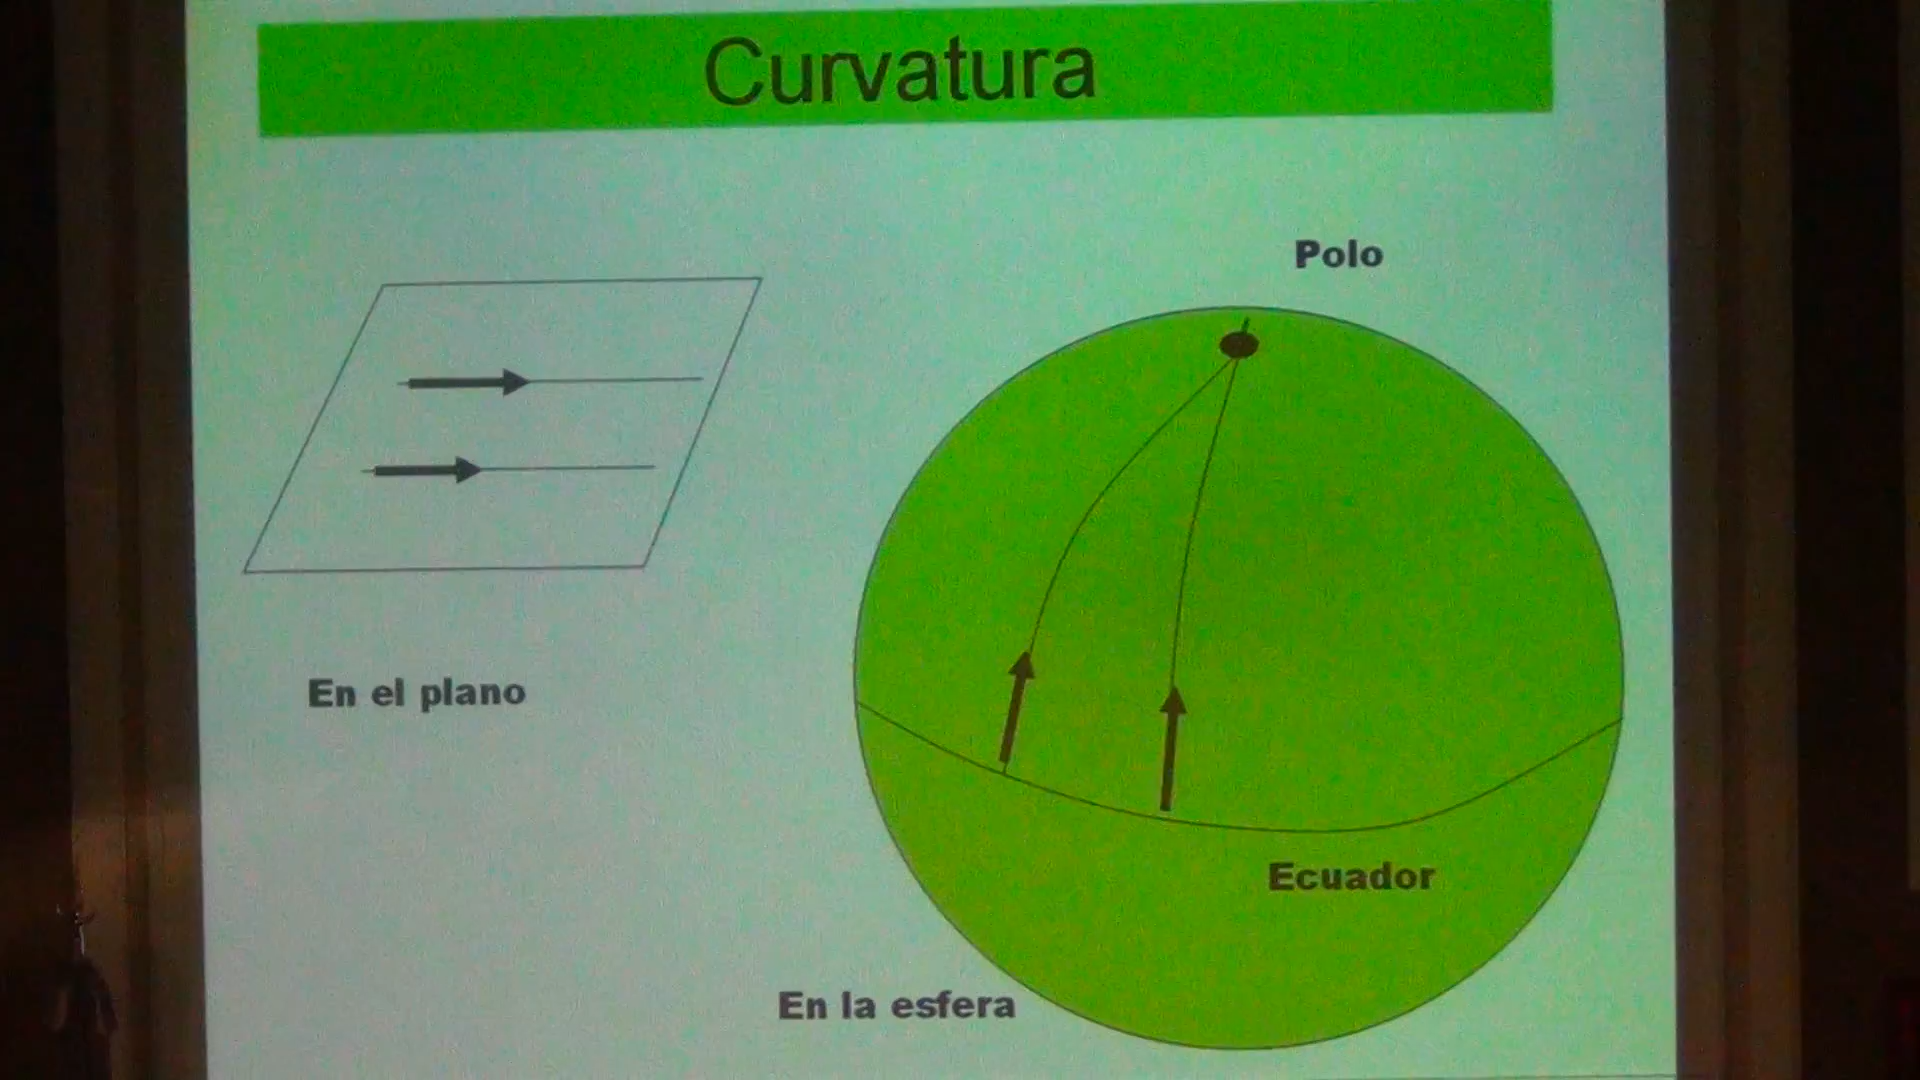 Curvatura
Polo
En el plano
Ecuador
En la esfera